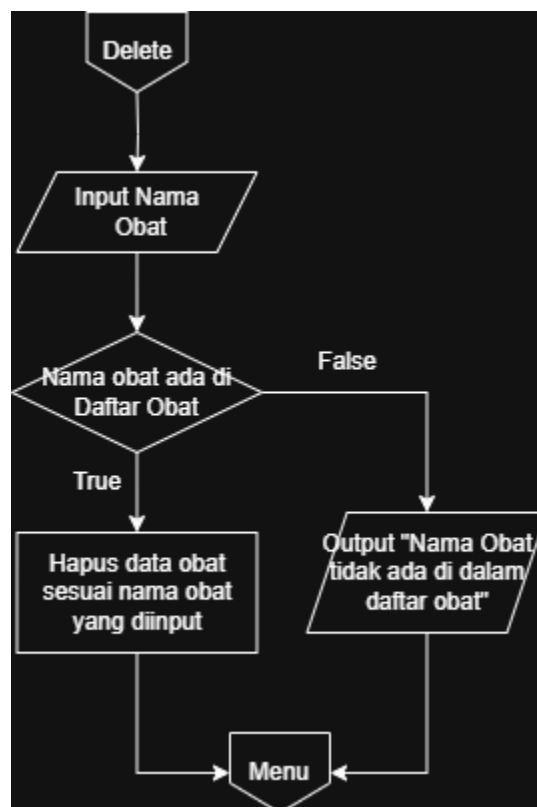 Delete
Input Nama
Obat
Nama obat ada di
Daftar Obat
False
True
Hapus data obat
sesuai nama obat
yang diinput
Output "Nama Obat
tidak ada di dalam
daftar obat"
Menu